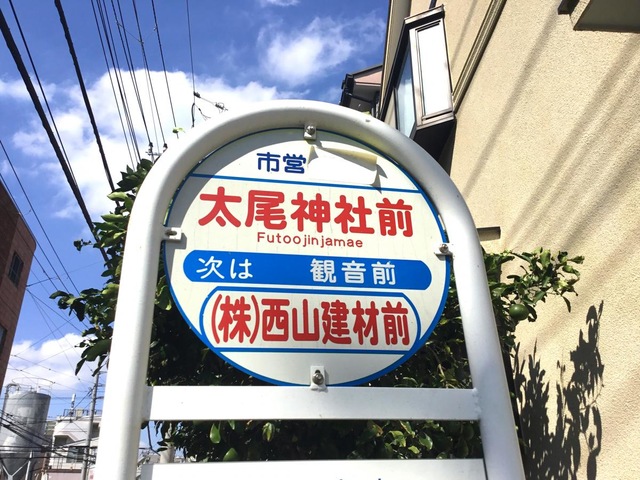 市営
太尾神社前
Futoojinjamae
次は 観音前
(株)西山建材前